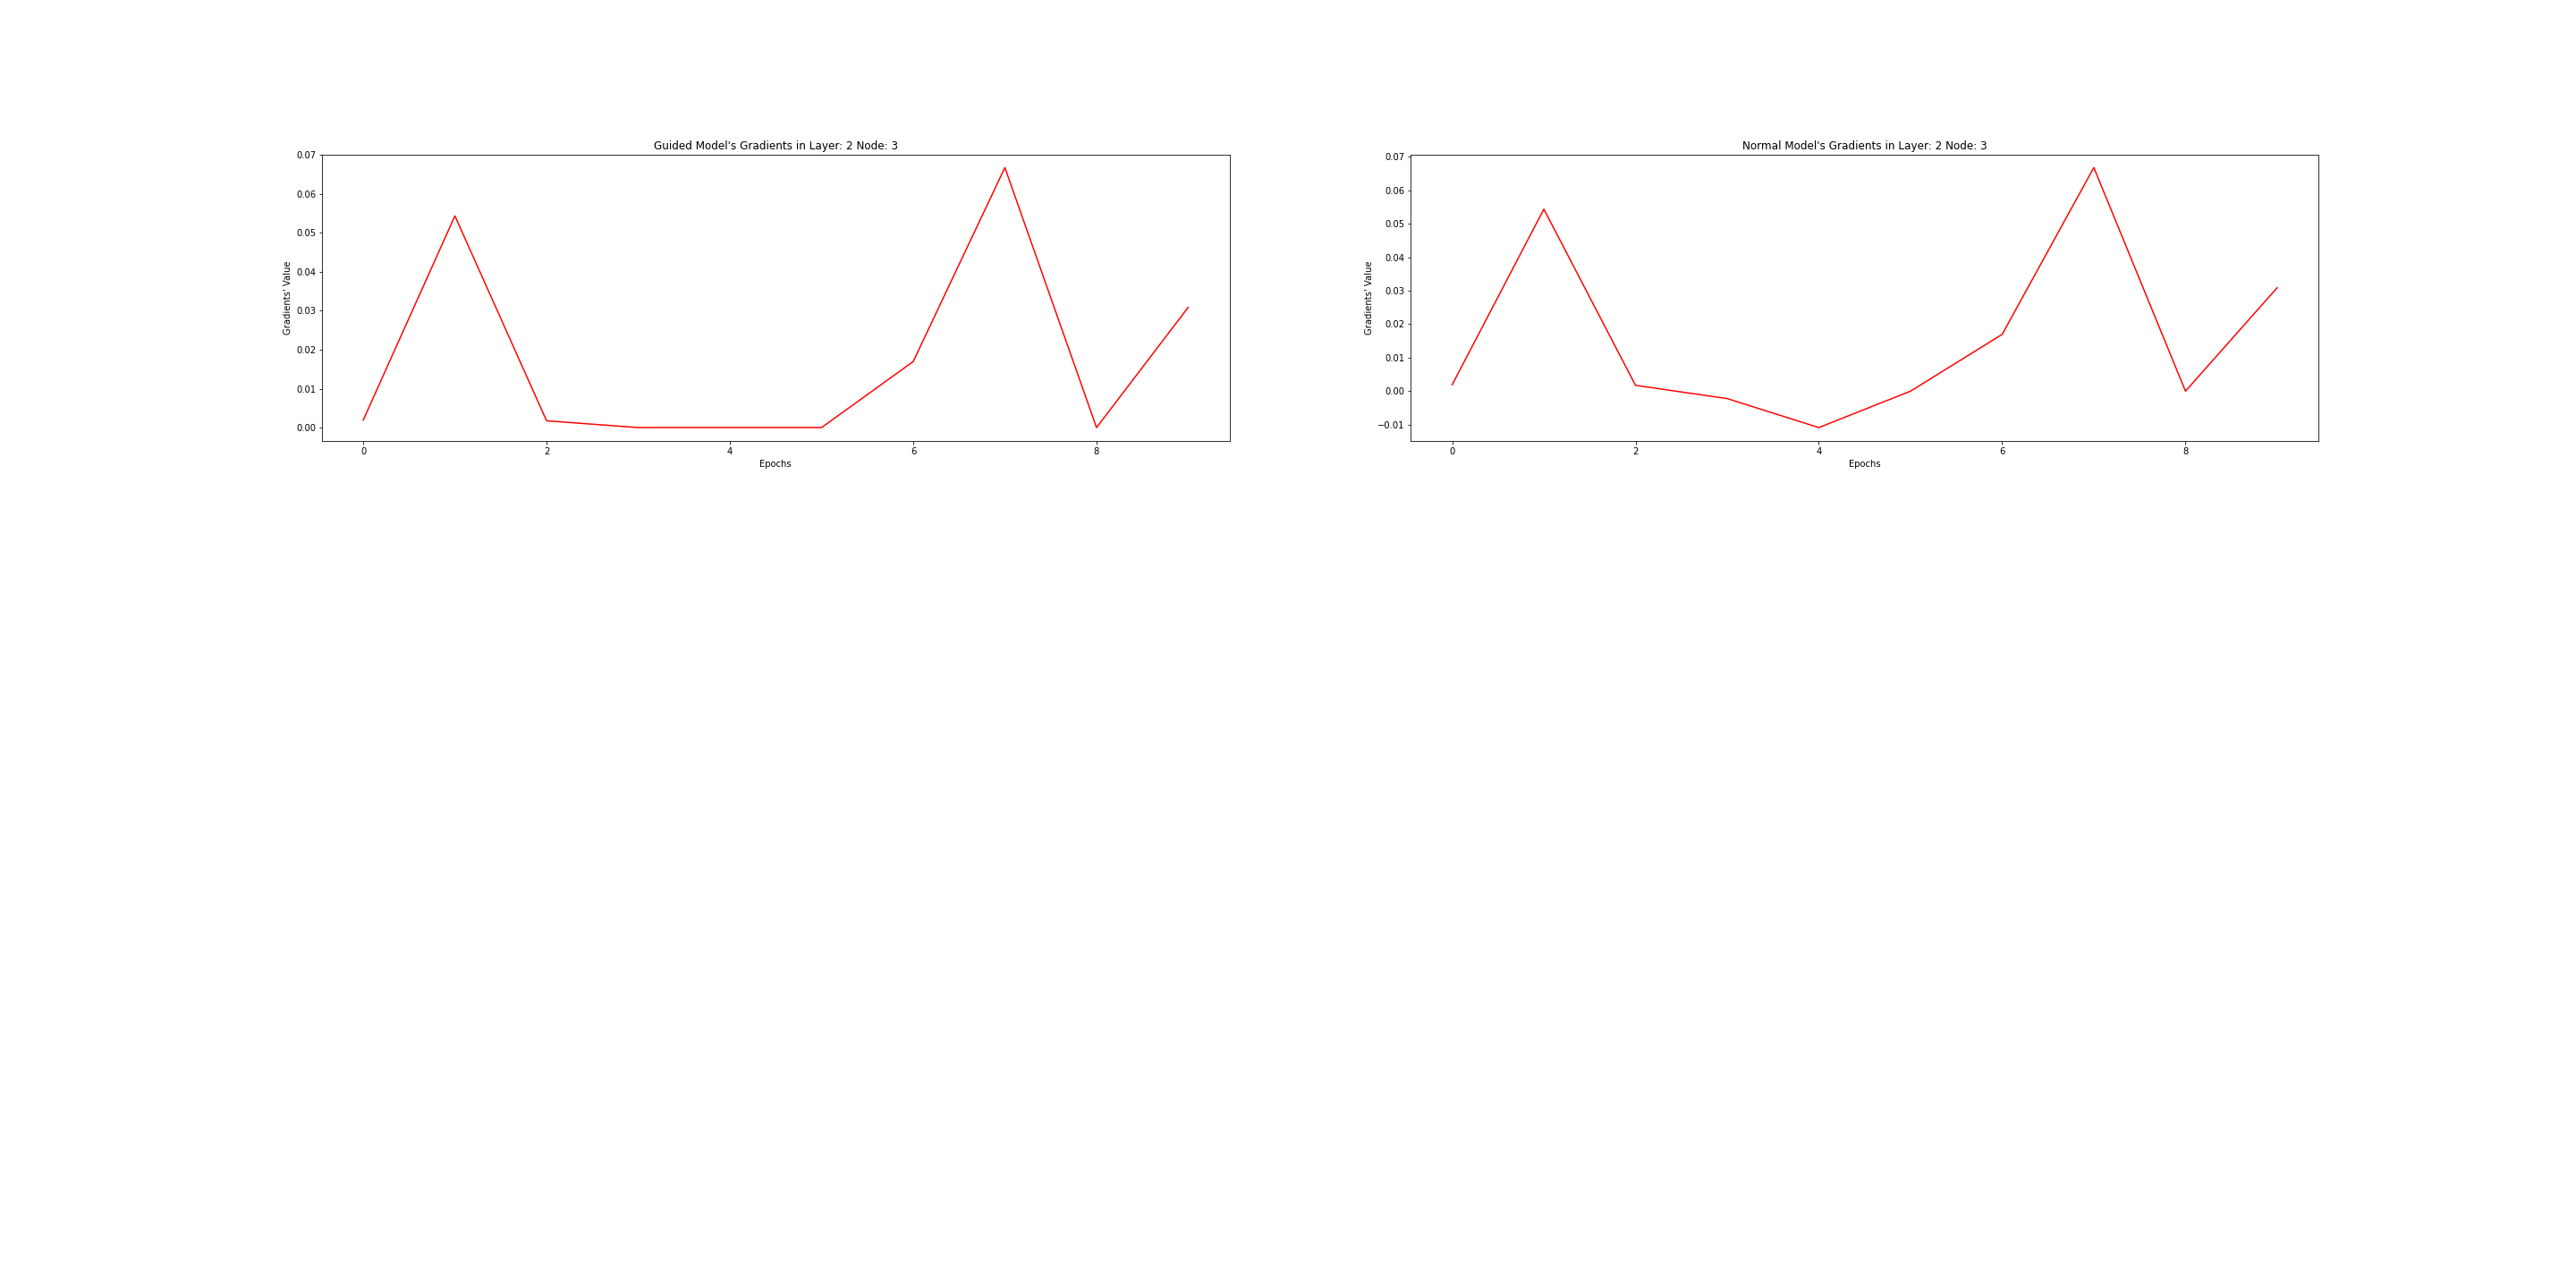 Guided Model's Gradients in Layer: 2 Node: 3
0.07
0.06
0.05
0.04
0.03
0.02
0.01
0.00
Gradients' Value
0 2 4 6 8
Epochs
Normal Model's Gradients in Layer: 2 Node: 3
0.07
0.06
0.05
0.04
0.03
0.02
0.01
0.00
−0.01
Gradients' Value
0 2 4 6 8
Epochs